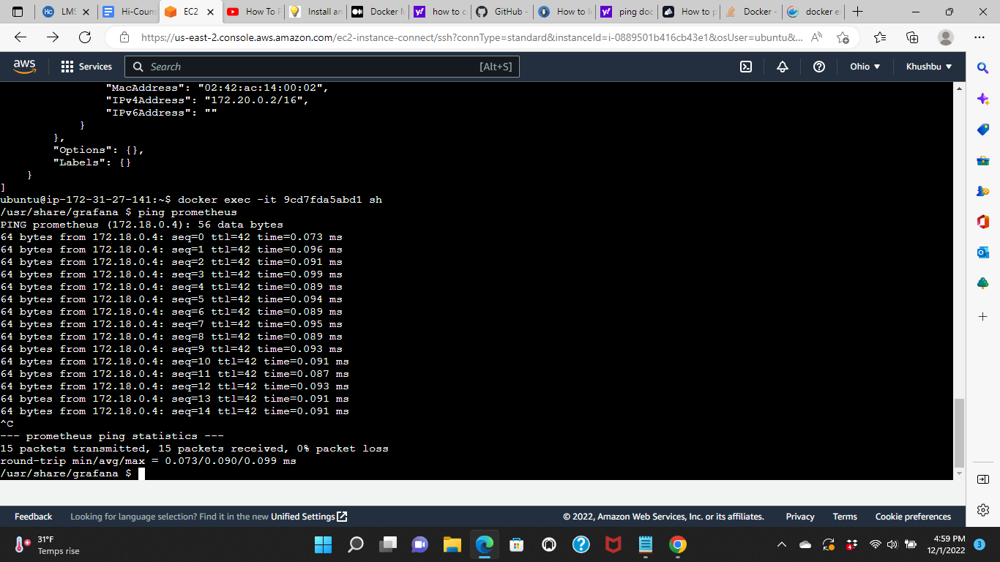 LMS
Hi-Coun
EC2
How To P
Install an
Docker N
how to c
GitHub -
How to In
ping doc
How to p
Docker -
docker e
https://us-east-2.console.aws.amazon.com/ec2-instance-connect/ssh?connType=standard&instanceId=i-0889501b416cb43e1&osUser=ubuntu&...
aws
Services
Search
[Alt+S]
Ohio
Khushbu
"MacAddress": "02:42:ac:14:00:02",
"IPv4Address": "172.20.0.2/16",
"IPv6Address": ""
}
},
"Options": {},
"Labels": {}
}
]
ubuntu@ip-172-31-27-141:~$ docker exec -it 9cd7fda5abd1 sh
/usr/share/grafana $ ping prometheus
PING prometheus (172.18.0.4): 56 data bytes
64 bytes from 172.18.0.4: seq=0 ttl=42 time=0.073 ms
64 bytes from 172.18.0.4: seq=1 ttl=42 time=0.096 ms
64 bytes from 172.18.0.4: seq=2 ttl=42 time=0.091 ms
64 bytes from 172.18.0.4: seq=3 ttl=42 time=0.099 ms
64 bytes from 172.18.0.4: seq=4 ttl=42 time=0.089 ms
64 bytes from 172.18.0.4: seq=5 ttl=42 time=0.094 ms
64 bytes from 172.18.0.4: seq=6 ttl=42 time=0.089 ms
64 bytes from 172.18.0.4: seq=7 ttl=42 time=0.095 ms
64 bytes from 172.18.0.4: seq=8 ttl=42 time=0.089 ms
64 bytes from 172.18.0.4: seq=9 ttl=42 time=0.093 ms
64 bytes from 172.18.0.4: seq=10 ttl=42 time=0.091 ms
64 bytes from 172.18.0.4: seq=11 ttl=42 time=0.087 ms
64 bytes from 172.18.0.4: seq=12 ttl=42 time=0.093 ms
64 bytes from 172.18.0.4: seq=13 ttl=42 time=0.091 ms
64 bytes from 172.18.0.4: seq=14 ttl=42 time=0.091 ms
^C
--- prometheus ping statistics ---
15 packets transmitted, 15 packets received, 0% packet loss
round-trip min/avg/max = 0.073/0.090/0.099 ms
/usr/share/grafana $
Feedback
Looking for language selection? Find it in the new Unified Settings
© 2022, Amazon Web Services, Inc. or its affiliates.
Privacy
Terms
Cookie preferences
31°F
Temps rise
4:59 PM
12/1/2022
3